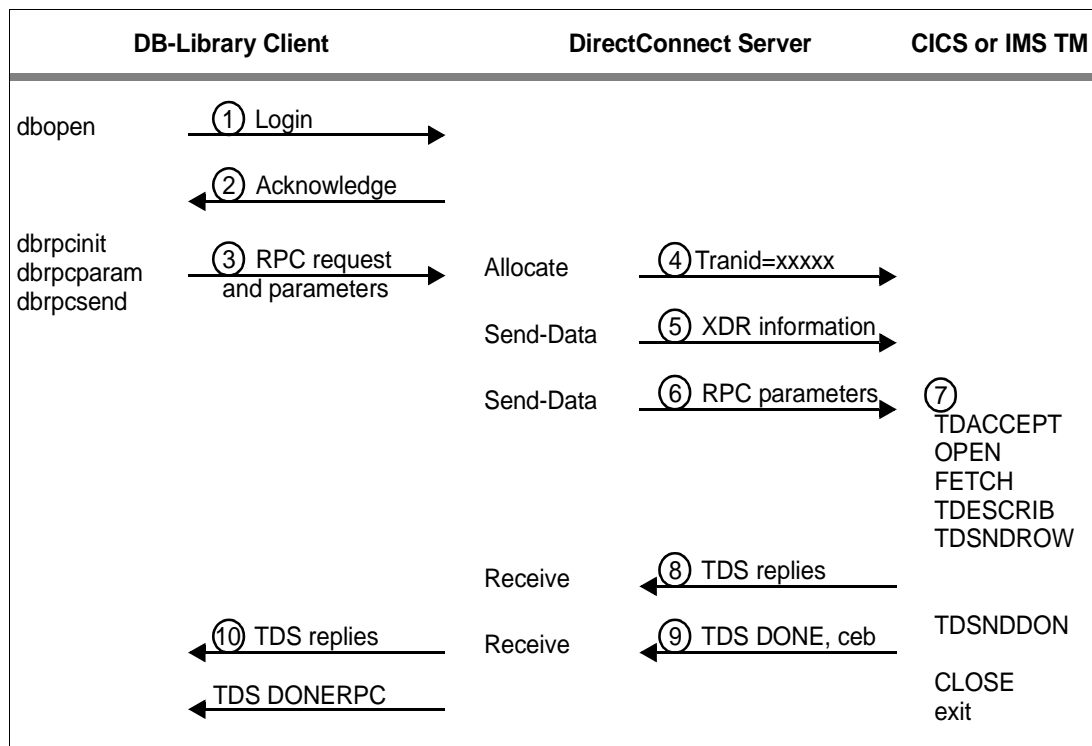 DB-Library Client DirectConnect Server CICS or IMS TM
dbopen 1 Login
2 Acknowledge
dbrpcinit
dbrpcparam
dbrpcsend
3 RPC request
and parameters
Allocate 4 Tranid=xxxxx
Send-Data 5 XDR information
Send-Data 6 RPC parameters 7
TDACCEPT
OPEN
FETCH
TDESCRIB
TDSNDROW
Receive 8 TDS replies
10 TDS replies Receive 9 TDS DONE, ceb TDSNDDON
TDS DONERPC
CLOSE
exit